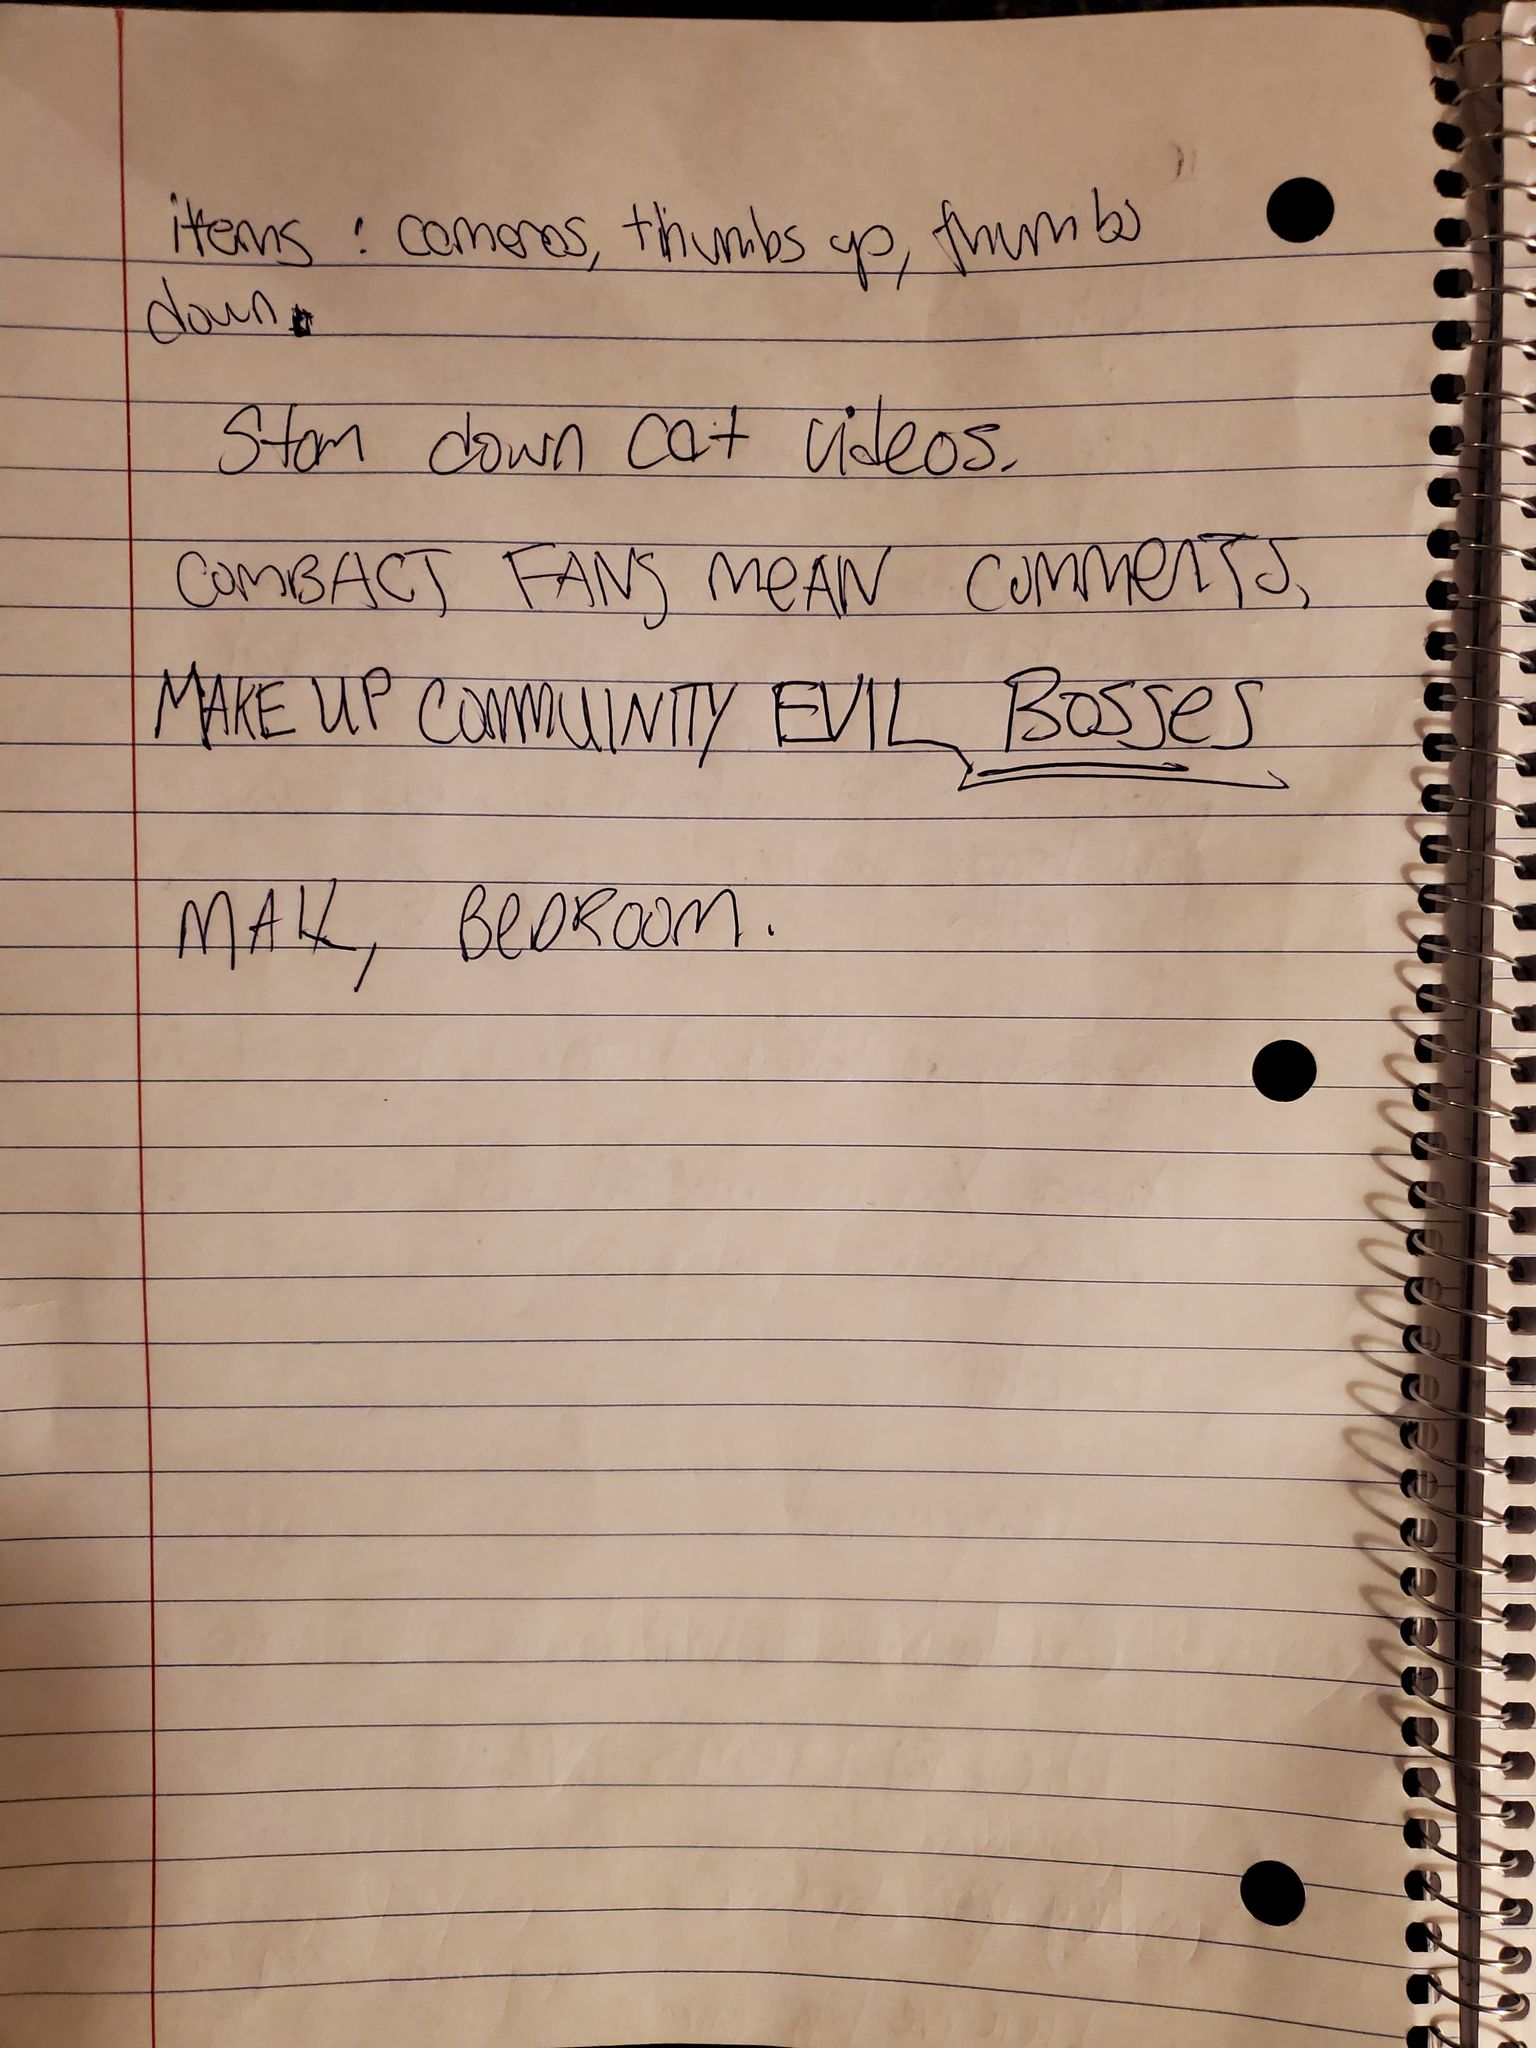 items : cameras, thumbs up, thumbs
down.
Stom down cat videos.
COMBACT FANS MEAN COMMENTS,
MAKE UP COMMUINITY EVIL Bosses
MALL, BEDROOM.